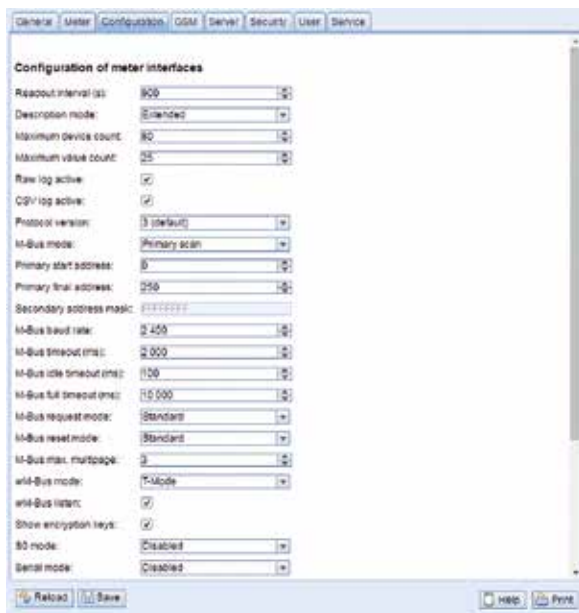 General Meter Configuration GSM Server Security User Service
Configuration of meter interfaces
Readout interval (s): 900
Description mode: Extended
Maximum device count: 80
Maximum value count: 25
Raw log active:
CSV log active:
Protocol version: 3 (default)
M-Bus mode: Primary scan
Primary start address: 0
Primary final address: 250
Secondary address mask: FFFFFFFF
M-Bus baud rate: 2 400
M-Bus timeout (ms): 2 000
M-Bus idle timeout (ms): 100
M-Bus full timeout (ms): 10 000
M-Bus request mode: Standard
M-Bus reset mode: Standard
M-Bus max. multipage: 3
wM-Bus mode: T-Mode
wM-Bus listen:
Show encryption keys:
S0 mode: Disabled
Serial mode: Disabled
Reload Save Help Print